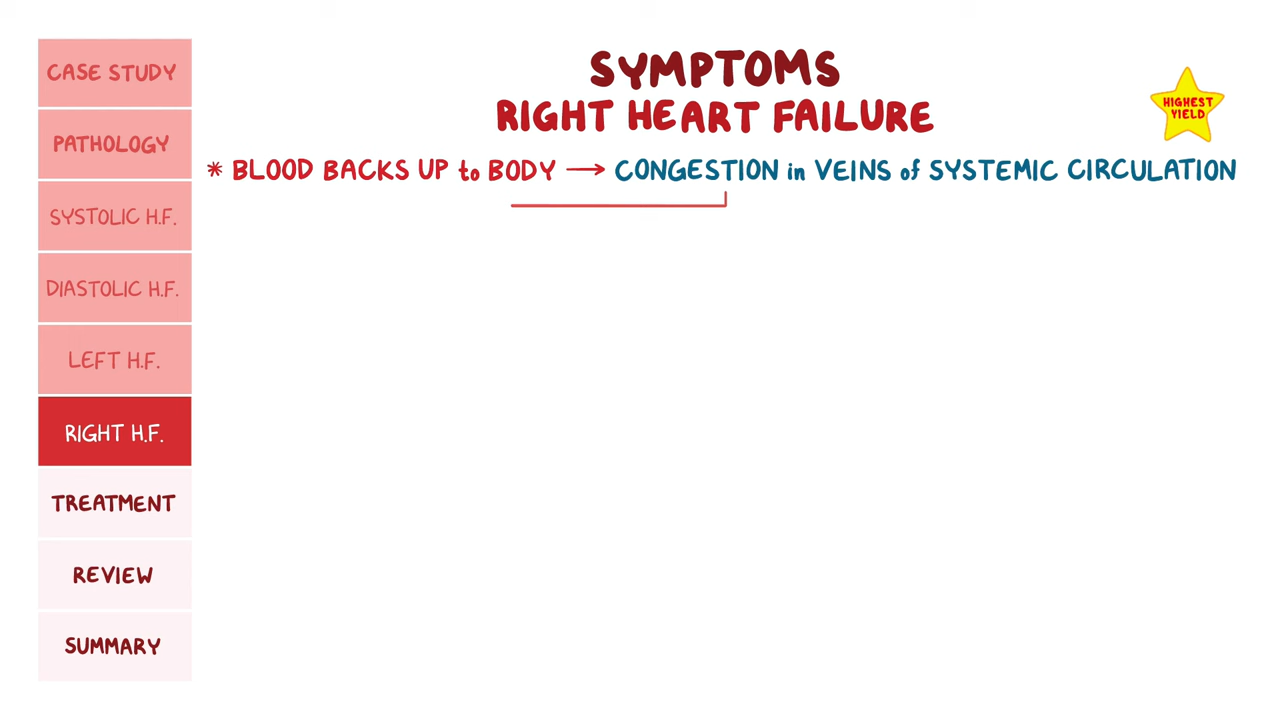 CASE STUDY
PATHOLOGY
SYSTOLIC H.F.
DIASTOLIC H.F.
LEFT H.F.
RIGHT H.F.
TREATMENT
REVIEW
SUMMARY
SYMPTOMS
RIGHT HEART FAILURE
HIGHEST
YIELD
* BLOOD BACKS UP to BODY → CONGESTION in VEINS of SYSTEMIC CIRCULATION